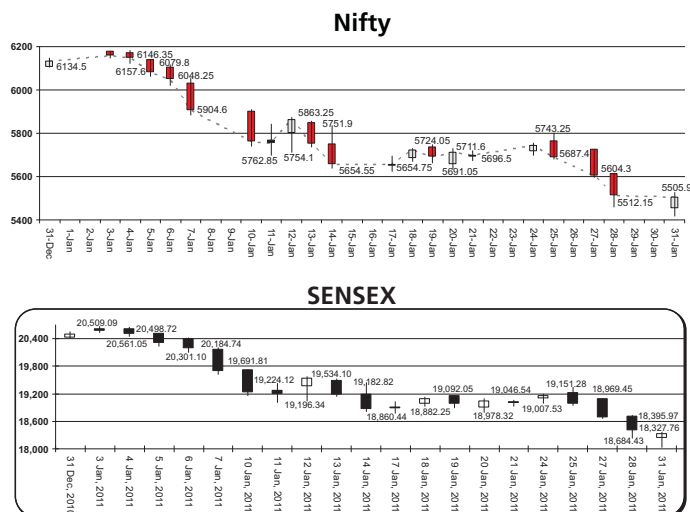 Nifty
6200
6146.35
6134.5
6157.6
6079.8
6048.25
6000
5904.6
5863.25
5800
5762.85
5754.1
5751.9
5654.55
5654.75
5724.05
5711.6
5691.05
5696.5
5743.25
5687.4
5600
5604.3
5512.15
5505.9
5400
31-Dec
1-Jan
2-Jan
3-Jan
4-Jan
5-Jan
6-Jan
7-Jan
8-Jan
9-Jan
10-Jan
11-Jan
12-Jan
13-Jan
14-Jan
17-Jan
18-Jan
19-Jan
20-Jan
21-Jan
24-Jan
25-Jan
27-Jan
28-Jan
29-Jan
30-Jan
31-Jan
SENSEX
20,509.09
20,498.72
20,400
20,561.05
20,301.10
20,184.74
19,800
19,691.81
19,224.12
19,534.10
19,182.82
19,200
19,196.34
18,860.44
18,882.25
19,092.05
18,978.32
19,046.54
19,007.53
19,151.28
18,969.45
18,600
18,684.43
18,395.97
18,327.76
18,000
31 Dec, 2010
3 Jan, 2011
4 Jan, 2011
5 Jan, 2011
6 Jan, 2011
7 Jan, 2011
10 Jan, 2011
11 Jan, 2011
12 Jan, 2011
13 Jan, 2011
14 Jan, 2011
17 Jan, 2011
18 Jan, 2011
19 Jan, 2011
20 Jan, 2011
21 Jan, 2011
24 Jan, 2011
25 Jan, 2011
27 Jan, 2011
28 Jan, 2011
31 Jan, 2011